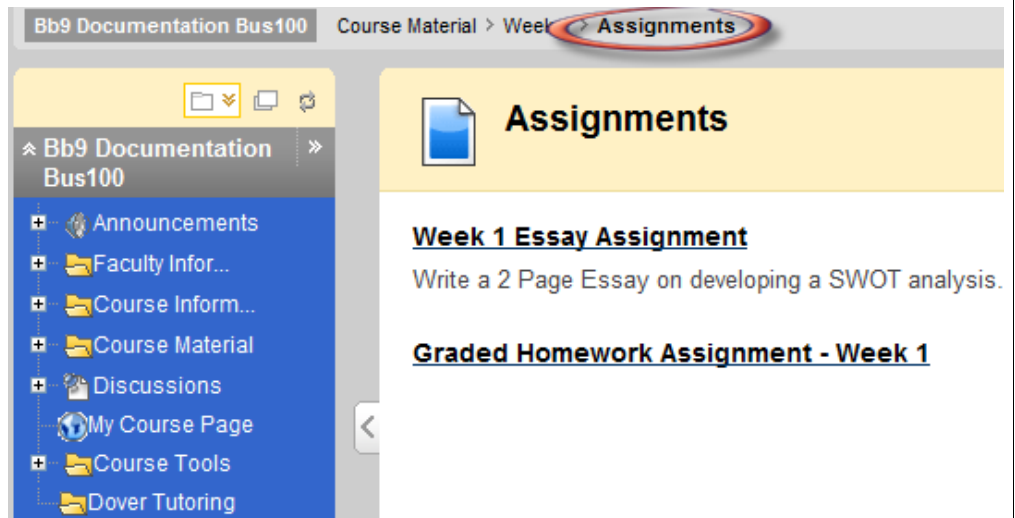 Bb9 Documentation Bus100 Course Material > Week > Assignments
Bb9 Documentation
Bus100
Announcements
Faculty Infor...
Course Inform...
Course Material
Discussions
My Course Page
Course Tools
Dover Tutoring
Assignments
Week 1 Essay Assignment
Write a 2 Page Essay on developing a SWOT analysis.
Graded Homework Assignment - Week 1